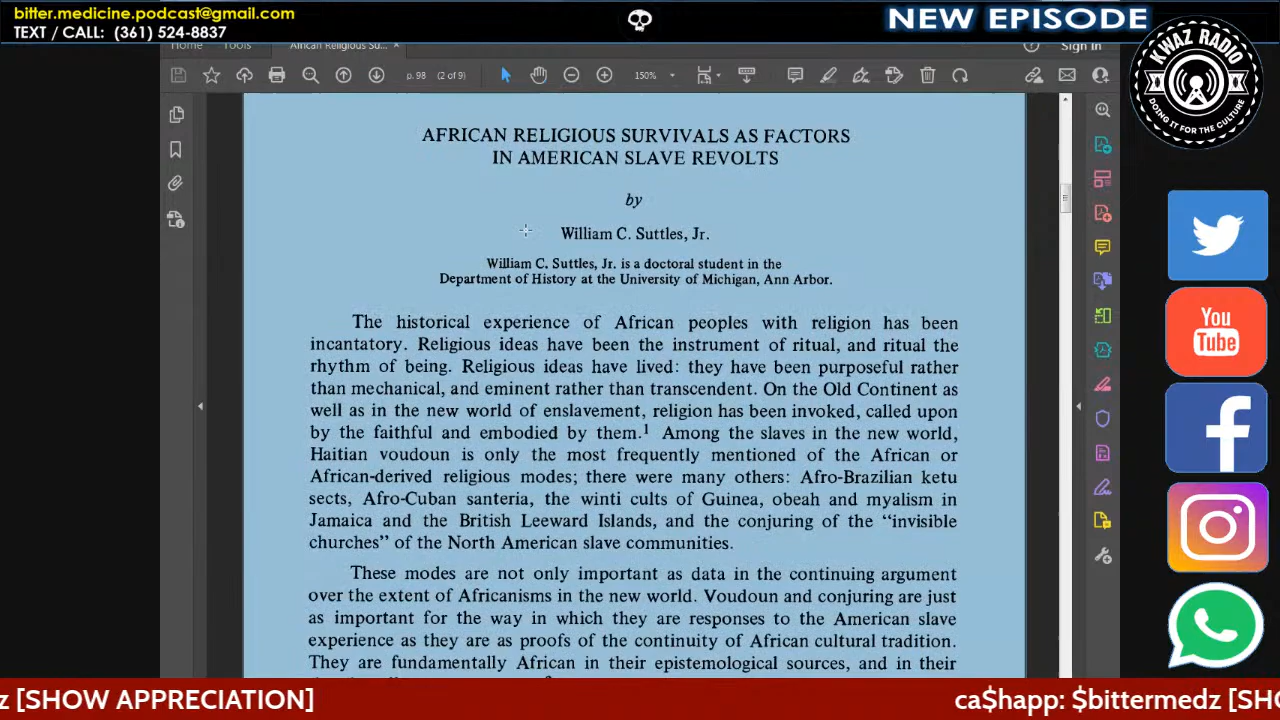 bitter.medicine.podcast@gmail.com
TEXT / CALL: (361) 524-8837
NEW EPISODE
KWAZ RADIO
DOING IT FOR THE CULTURE
Home Tools African Religious Su... × Sign In
p. 98 (2 of 9) 150%
AFRICAN RELIGIOUS SURVIVALS AS FACTORS
IN AMERICAN SLAVE REVOLTS
by
William C. Suttles, Jr.
William C. Suttles, Jr. is a doctoral student in the
Department of History at the University of Michigan, Ann Arbor.
The historical experience of African peoples with religion has been
incantatory. Religious ideas have been the instrument of ritual, and ritual the
rhythm of being. Religious ideas have lived: they have been purposeful rather
than mechanical, and eminent rather than transcendent. On the Old Continent as
well as in the new world of enslavement, religion has been invoked, called upon
by the faithful and embodied by them.1 Among the slaves in the new world,
Haitian voudoun is only the most frequently mentioned of the African or
African-derived religious modes; there were many others: Afro-Brazilian ketu
sects, Afro-Cuban santeria, the winti cults of Guinea, obeah and myalism in
Jamaica and the British Leeward Islands, and the conjuring of the “invisible
churches” of the North American slave communities.
These modes are not only important as data in the continuing argument
over the extent of Africanisms in the new world. Voudoun and conjuring are just
as important for the way in which they are responses to the American slave
experience as they are as proofs of the continuity of African cultural tradition.
They are fundamentally African in their epistemological sources, and in their
You
Tube
z [SHOW APPRECIATION]
ca$happ: $bittermedz [SHO